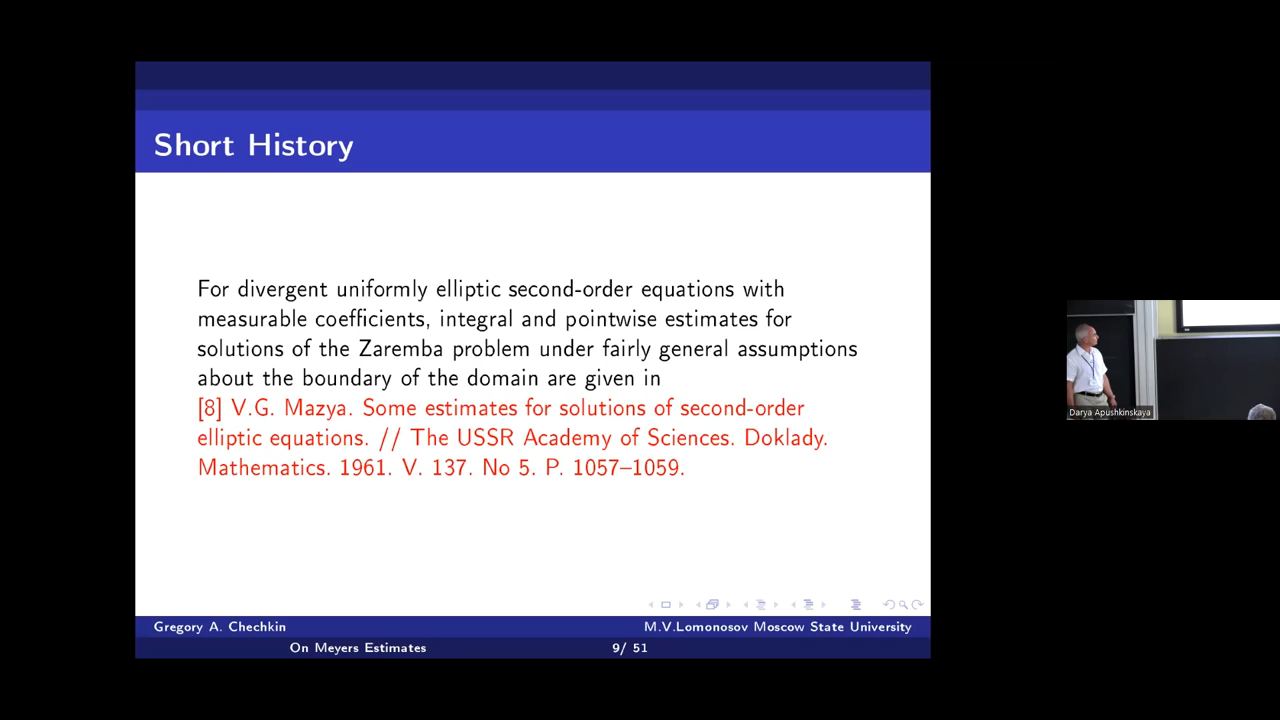 Short History
For divergent uniformly elliptic second-order equations with
measurable coefficients, integral and pointwise estimates for
solutions of the Zaremba problem under fairly general assumptions
about the boundary of the domain are given in
[8] V.G. Mazya. Some estimates for solutions of second-order
elliptic equations. // The USSR Academy of Sciences. Doklady.
Mathematics. 1961. V. 137. No 5. P. 1057–1059.
Gregory A. Chechkin
M.V.Lomonosov Moscow State University
On Meyers Estimates
9/ 51
Darya Apushkinskaya